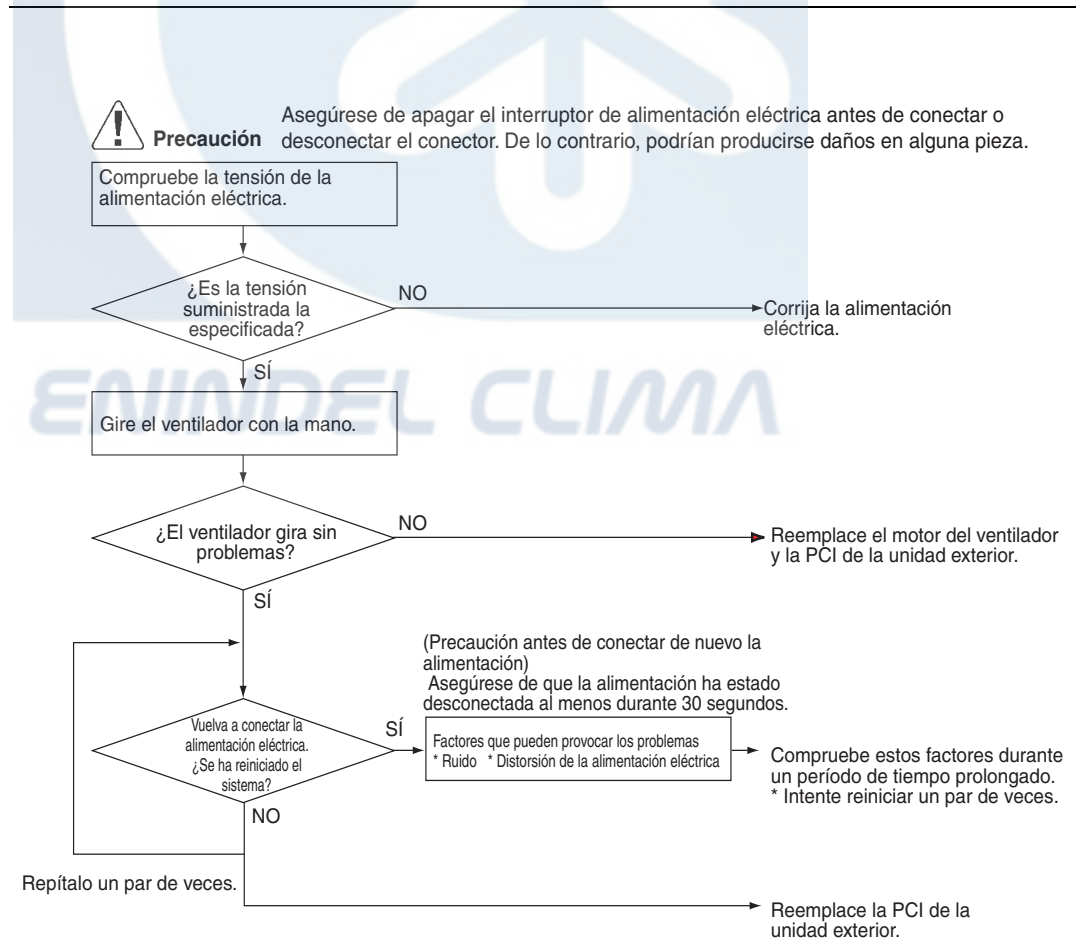 Asegúrese de apagar el interruptor de alimentación eléctrica antes de conectar o
Precaución desconectar el conector. De lo contrario, podrían producirse daños en alguna pieza.
Compruebe la tensión de la
alimentación eléctrica.
¿Es la tensión
suministrada la
especificada?
NO
Corrija la alimentación
eléctrica.
SÍ
ENINDEL CLIMA
Gire el ventilador con la mano.
¿El ventilador gira sin
problemas?
NO
Reemplace el motor del ventilador
y la PCI de la unidad exterior.
SÍ
(Precaución antes de conectar de nuevo la
alimentación)
Asegúrese de que la alimentación ha estado
desconectada al menos durante 30 segundos.
Vuelva a conectar la
alimentación eléctrica.
¿Se ha reiniciado el
sistema?
SÍ
Factores que pueden provocar los problemas
* Ruido * Distorsión de la alimentación eléctrica
Compruebe estos factores durante
un período de tiempo prolongado.
* Intente reiniciar un par de veces.
NO
Repítalo un par de veces.
Reemplace la PCI de la
unidad exterior.